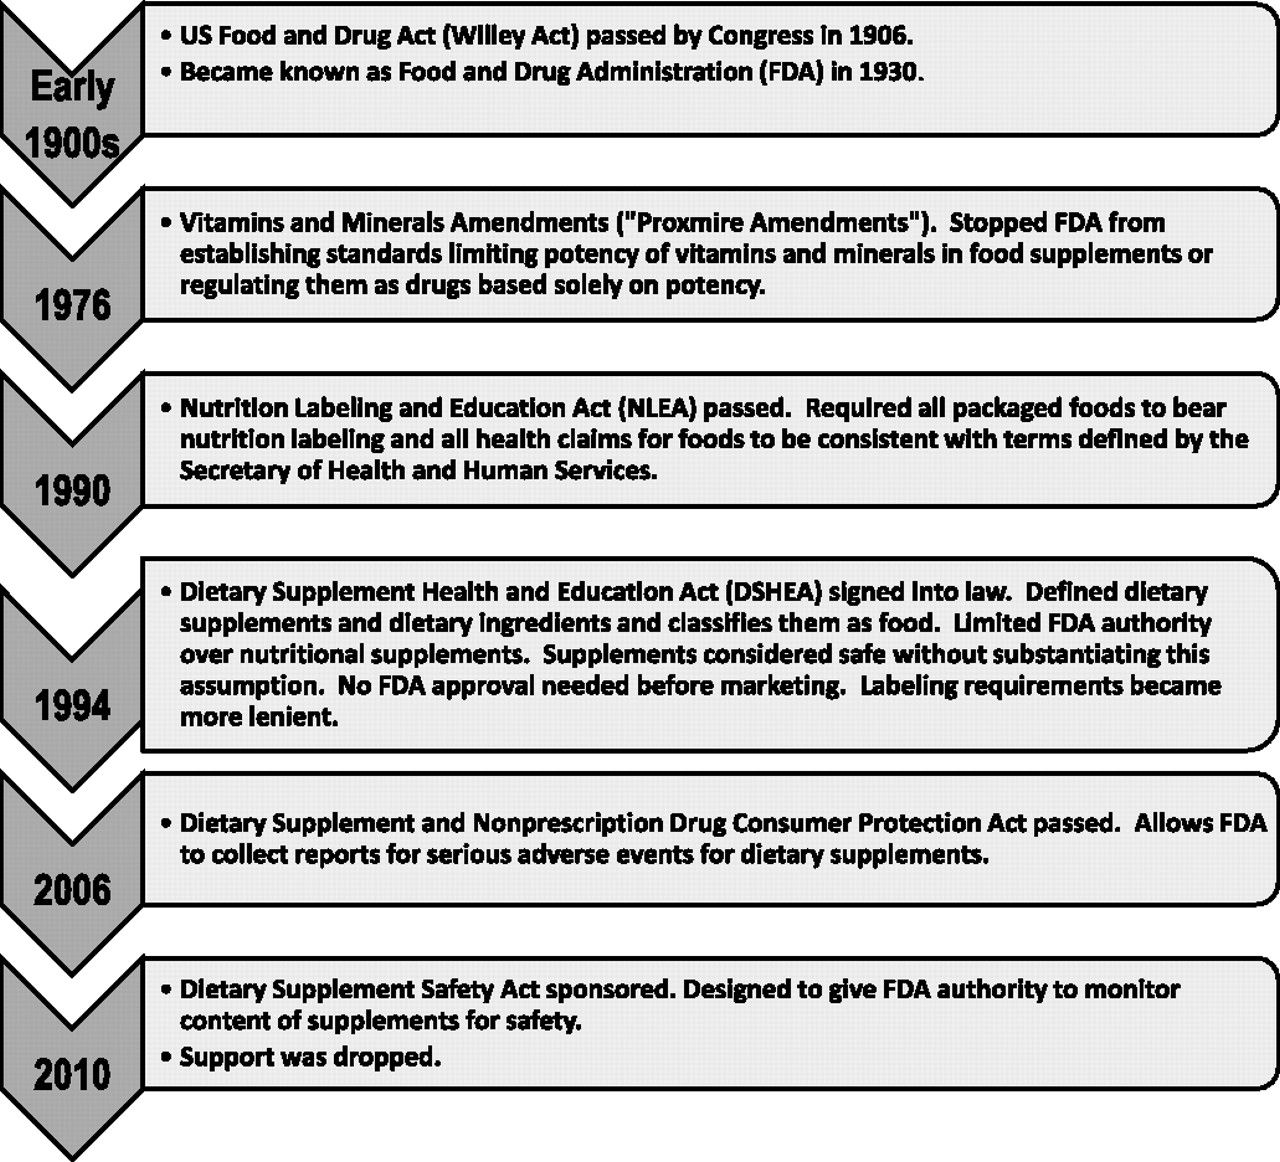 Early
1900s
• US Food and Drug Act (Wiley Act) passed by Congress in 1906.
• Became known as Food and Drug Administration (FDA) in 1930.
1976
• Vitamins and Minerals Amendments ("Proxmire Amendments"). Stopped FDA from
establishing standards limiting potency of vitamins and minerals in food supplements or
regulating them as drugs based solely on potency.
1990
• Nutrition Labeling and Education Act (NLEA) passed. Required all packaged foods to bear
nutrition labeling and all health claims for foods to be consistent with terms defined by the
Secretary of Health and Human Services.
1994
• Dietary Supplement Health and Education Act (DSHEA) signed into law. Defined dietary
supplements and dietary ingredients and classifies them as food. Limited FDA authority
over nutritional supplements. Supplements considered safe without substantiating this
assumption. No FDA approval needed before marketing. Labeling requirements became
more lenient.
2006
• Dietary Supplement and Nonprescription Drug Consumer Protection Act passed. Allows FDA
to collect reports for serious adverse events for dietary supplements.
2010
• Dietary Supplement Safety Act sponsored. Designed to give FDA authority to monitor
content of supplements for safety.
• Support was dropped.